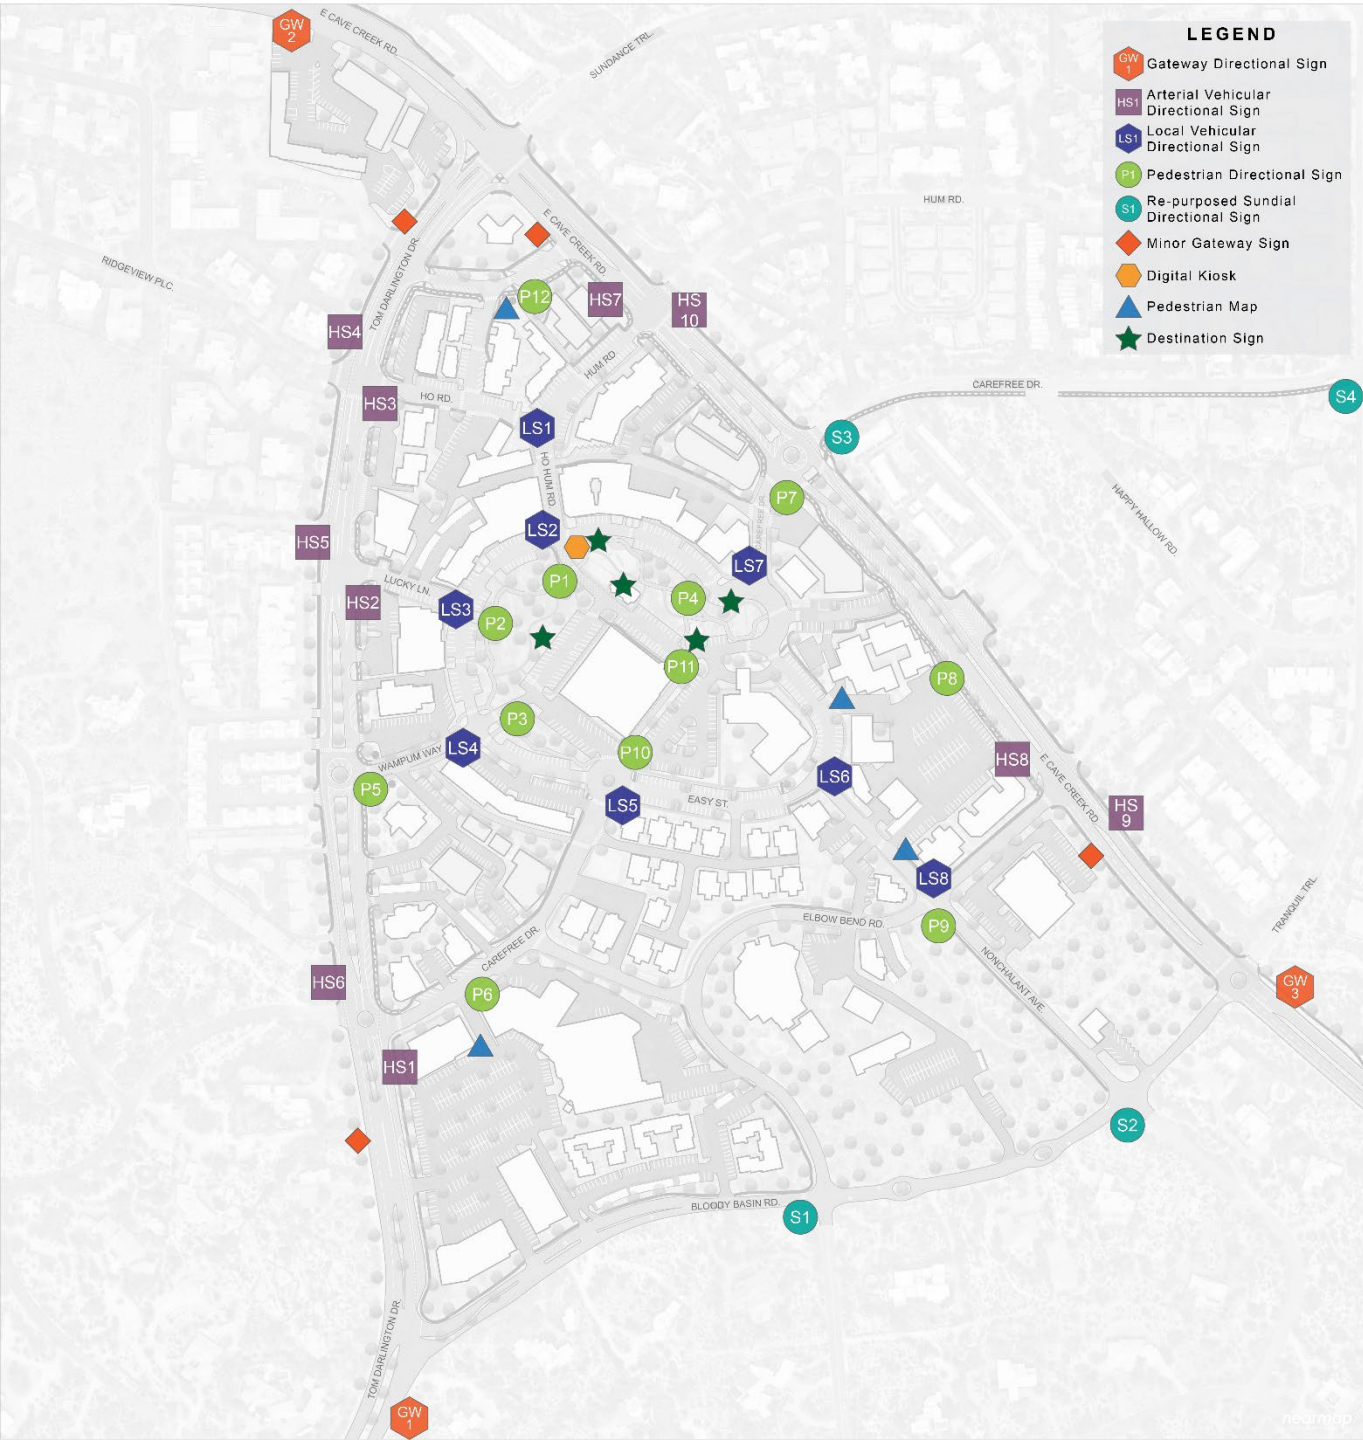 GW
2
E CAVE CREEK RD.
SUNDANCE TRL.
LEGEND
GW
1
Gateway Directional Sign
HS1
Arterial Vehicular
Directional Sign
LS1
Local Vehicular
Directional Sign
P1
Pedestrian Directional Sign
S1
Re-purposed Sundial
Directional Sign
Minor Gateway Sign
Digital Kiosk
Pedestrian Map
Destination Sign
HUM RD.
E CAVE CREEK RD.
TOM DARLINGTON DR.
RIDGEVIEW PLC.
P12
HS7
HS
10
HS4
HUM RD
CAREFREE DR.
S4
HS3
HO RD.
LS1
S3
HO HUM RD
P7
CAREFREE DR.
HAPPY HALLOW RD
LS2
HS5
LS7
P1
LUCKY LN.
HS2
LS3
P4
P2
P11
P8
P3
LS4
P10
WAMPUM WAY
HS8
E CAVE CREEK RD.
P5
LS6
EASY ST.
LS5
HS
9
LS8
ELBOW BEND RD.
P9
TRANQUIL TRL.
CAREFREE DR.
NONCHALANT AVE.
HS6
P6
GW
3
HS1
S2
BLOODY BASIN RD.
S1
TOM DARLINGTON DR.
GW
1
nearmap